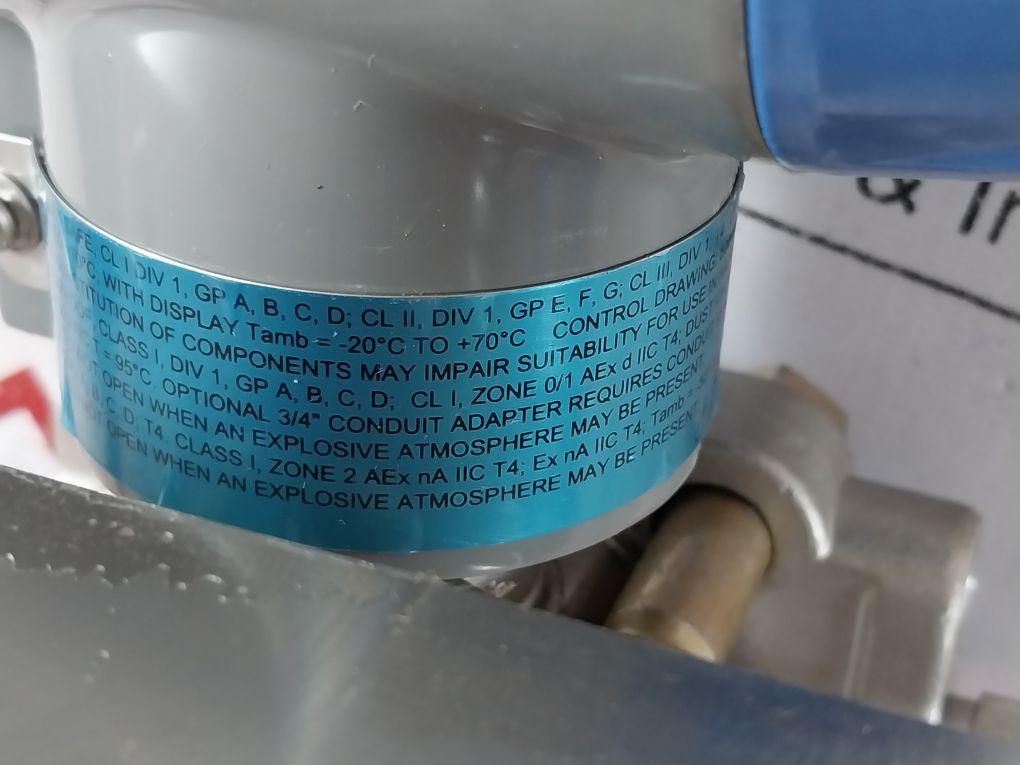 FE CL I DIV 1, GP A, B, C, D; CL II, DIV 1, GP E, F, G; CL III, DIV 1,
°C WITH DISPLAY Tamb = -20°C TO +70°C CONTROL DRAWING
TITUTION OF COMPONENTS MAY IMPAIR SUITABILITY FOR USE IN
CLASS I, DIV 1, GP A, B, C, D; CL I, ZONE 0/1 AEx d IIC T4; DUST
T = 95°C. OPTIONAL 3/4" CONDUIT ADAPTER REQUIRES
OPEN WHEN AN EXPLOSIVE ATMOSPHERE MAY BE PRESENT
B, C, D, T4. CLASS I, ZONE 2 AEx nA IIC T4; Ex nA IIC T4; Tamb =
OPEN WHEN AN EXPLOSIVE ATMOSPHERE MAY BE PRESENT
&